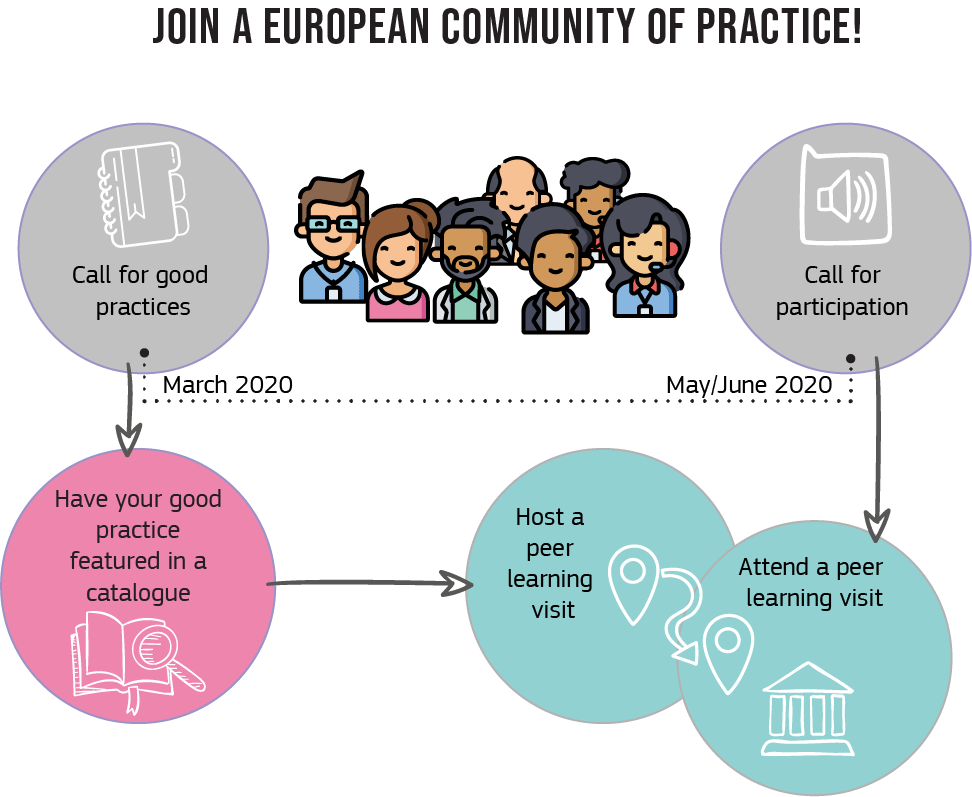 JOIN A EUROPEAN COMMUNITY OF PRACTICE!
Call for good
practices
Call for
participation
March 2020
May/June 2020
Have your good
practice
featured in a
catalogue
Host a
peer
learning
visit
Attend a peer
learning visit